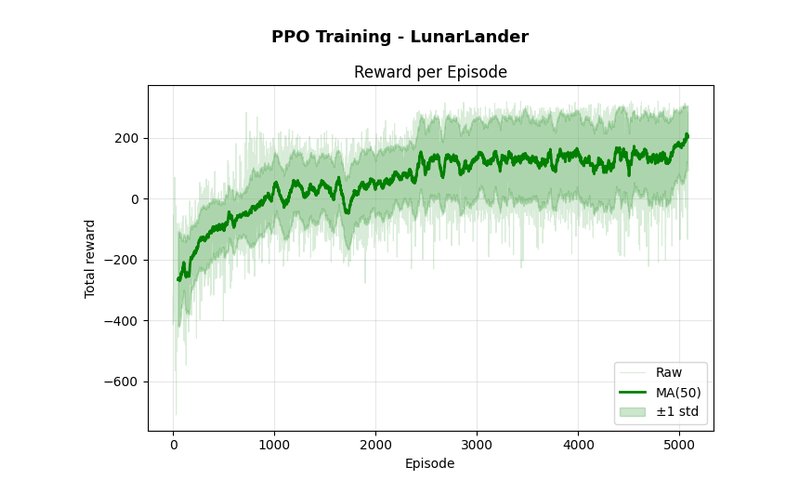 PPO Training - LunarLander
Reward per Episode
Total reward
200
0
−200
−400
−600
0 1000 2000 3000 4000 5000
Episode
Raw
MA(50)
±1 std